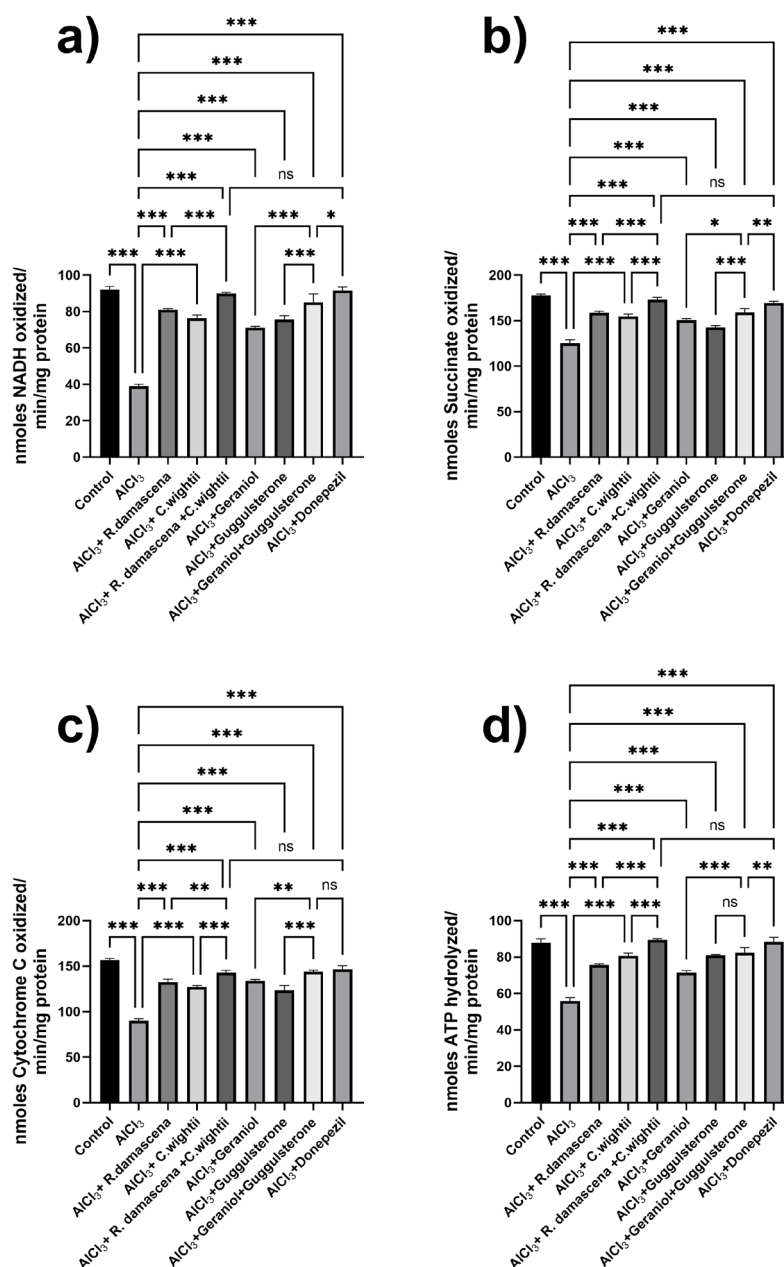 a)
***
***
***
***
***
ns
***
***
***
*
***
***
***
nmoles NADH oxidized/
min/mg protein
100
80
60
40
20
0
Control
AlCl3
AlCl3+ R.damascena
AlCl3+ C.wightii
AlCl3+ R. damascena +C.wightii
AlCl3+Geraniol
AlCl3+Guggulsterone
AlCl3+Geraniol+Guggulsterone
AlCl3+Donepezil
b)
***
***
***
***
***
ns
***
***
*
**
***
***
***
***
nmoles Succinate oxidized/
min/mg protein
200
150
100
50
0
Control
AlCl3
AlCl3+ R.damascena
AlCl3+ C.wightii
AlCl3+ R. damascena +C.wightii
AlCl3+Geraniol
AlCl3+Guggulsterone
AlCl3+Geraniol+Guggulsterone
AlCl3+Donepezil
c)
***
***
***
***
***
ns
***
**
**
ns
***
***
***
***
nmoles Cytochrome C oxidized/
min/mg protein
200
150
100
50
0
Control
AlCl3
AlCl3+ R.damascena
AlCl3+ C.wightii
AlCl3+ R. damascena +C.wightii
AlCl3+Geraniol
AlCl3+Guggulsterone
AlCl3+Geraniol+Guggulsterone
AlCl3+Donepezil
d)
***
***
***
***
***
ns
***
***
***
**
***
***
***
ns
nmoles ATP hydrolyzed/
min/mg protein
100
80
60
40
20
0
Control
AlCl3
AlCl3+ R.damascena
AlCl3+ C.wightii
AlCl3+ R. damascena +C.wightii
AlCl3+Geraniol
AlCl3+Guggulsterone
AlCl3+Geraniol+Guggulsterone
AlCl3+Donepezil